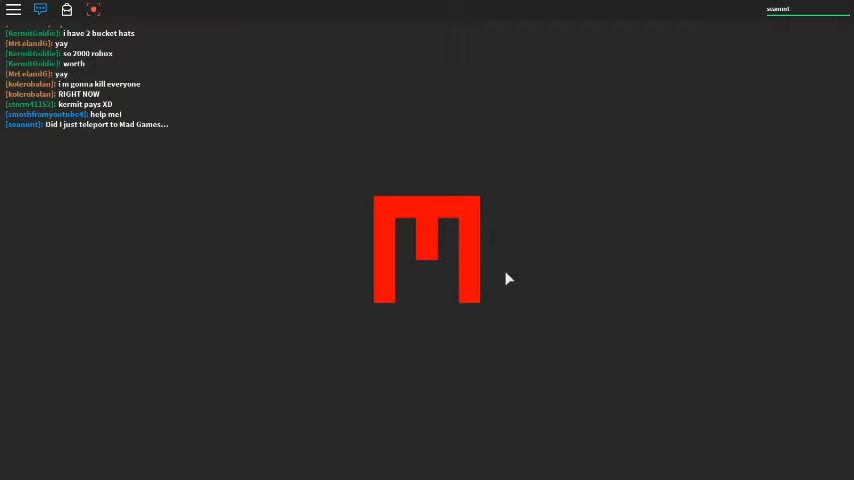 seannnt
[KermitGoldie]: i have 2 bucket hats
[MrLelandG]: yay
[KermitGoldie]: so 2000 robux
[KermitGoldie]: worth
[MrLelandG]: yay
[kolerobalan]: i m gonna kill everyone
[kolerobalan]: RIGHT NOW
[storm41152]: kermit pays XD
[smoshfromyoutube4]: help me!
[seannnt]: Did I just teleport to Mad Games...
M